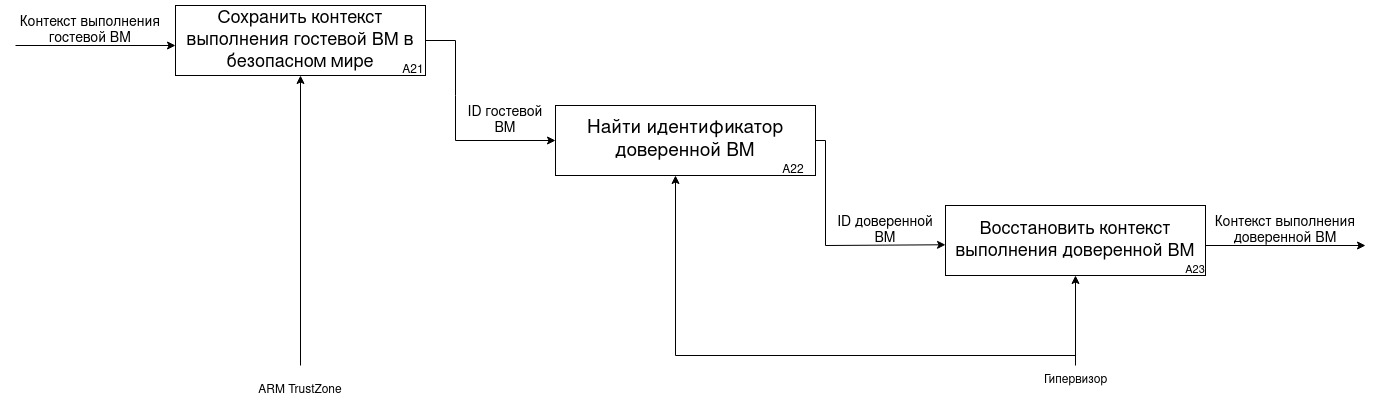 Контекст выполнения
гостевой ВМ
Сохранить контекст
выполнения гостевой ВМ в
безопасном мире
A21
ID гостевой
ВМ
Найти идентификатор
доверенной ВМ
A22
ID доверенной
ВМ
Восстановить контекст
выполнения доверенной ВМ
A23
Контекст выполнения
доверенной ВМ
ARM TrustZone
Гипервизор